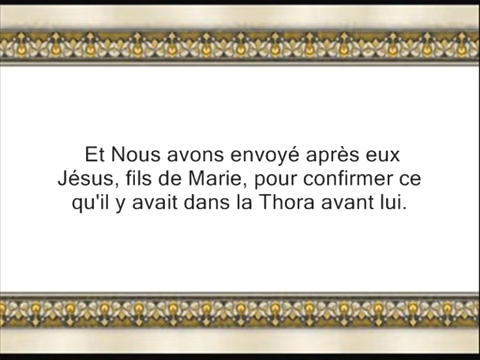 Et Nous avons envoyé après eux
Jésus, fils de Marie, pour confirmer ce
qu'il y avait dans la Thora avant lui.